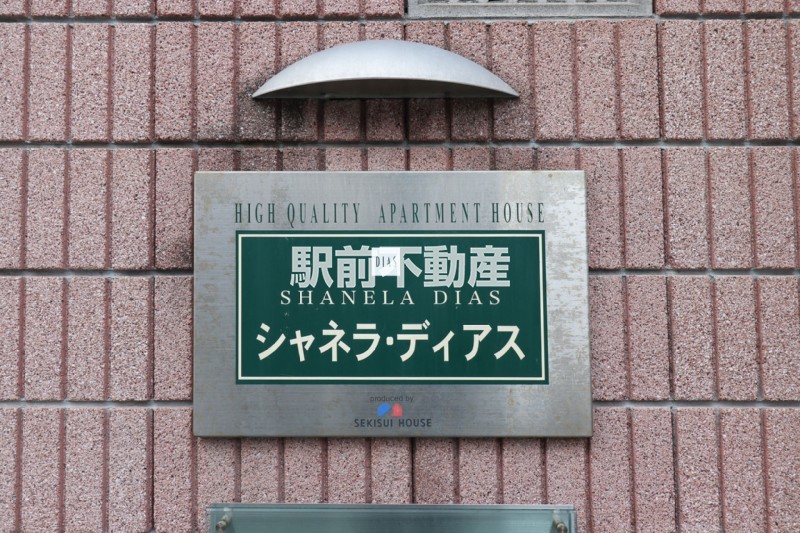 HIGH QUALITY APARTMENT HOUSE
駅前不動産
DIAS
SHANELA DIAS
シャネラ・ディアス
produced by
SEKISUI HOUSE